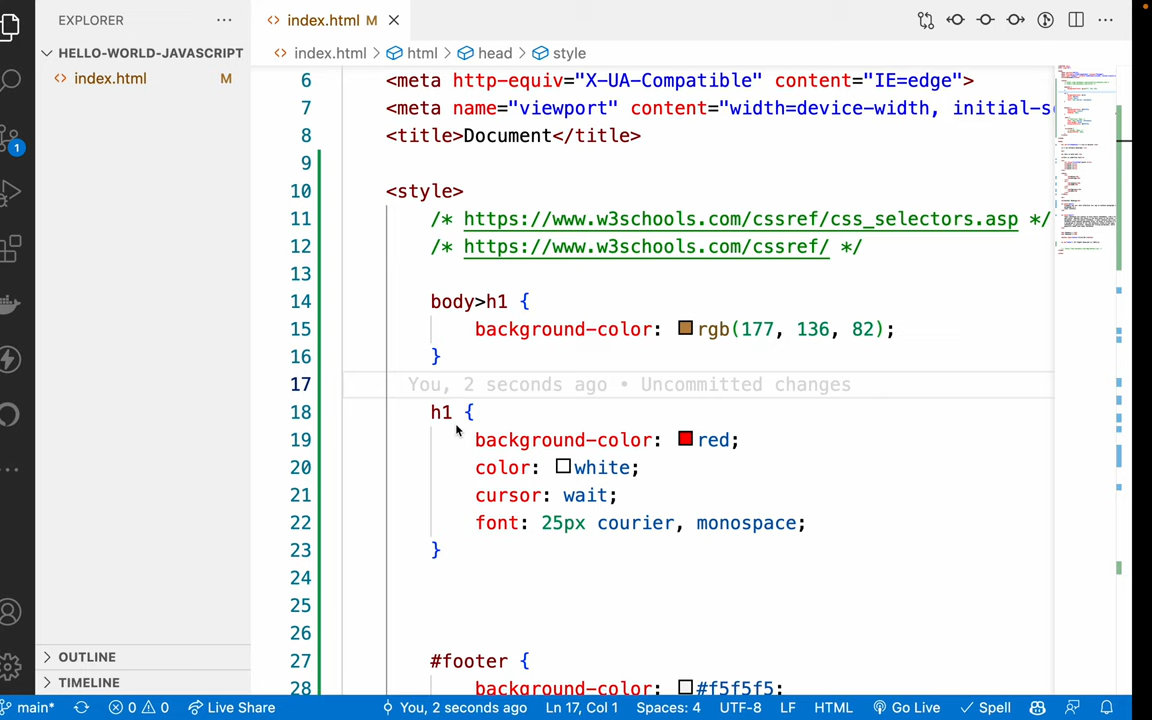 EXPLORER
index.html M
HELLO-WORLD-JAVASCRIPT
index.html M
index.html > html > head > style
6 <meta http-equiv="X-UA-Compatible" content="IE=edge">
7 <meta name="viewport" content="width=device-width, initial-s
8 <title>Document</title>
9
10 <style>
11 /* https://www.w3schools.com/cssref/css_selectors.asp */
12 /* https://www.w3schools.com/cssref/ */
13
14 body>h1 {
15 background-color: rgb(177, 136, 82);
16 }
17 You, 2 seconds ago • Uncommitted changes
18 h1 {
19 background-color: red;
20 color: white;
21 cursor: wait;
22 font: 25px courier, monospace;
23 }
24
25
26
27 #footer {
28 background-color: #f5f5f5;
1
OUTLINE
TIMELINE
main* 0 0 Live Share You, 2 seconds ago Ln 17, Col 1 Spaces: 4 UTF-8 LF HTML Go Live Spell